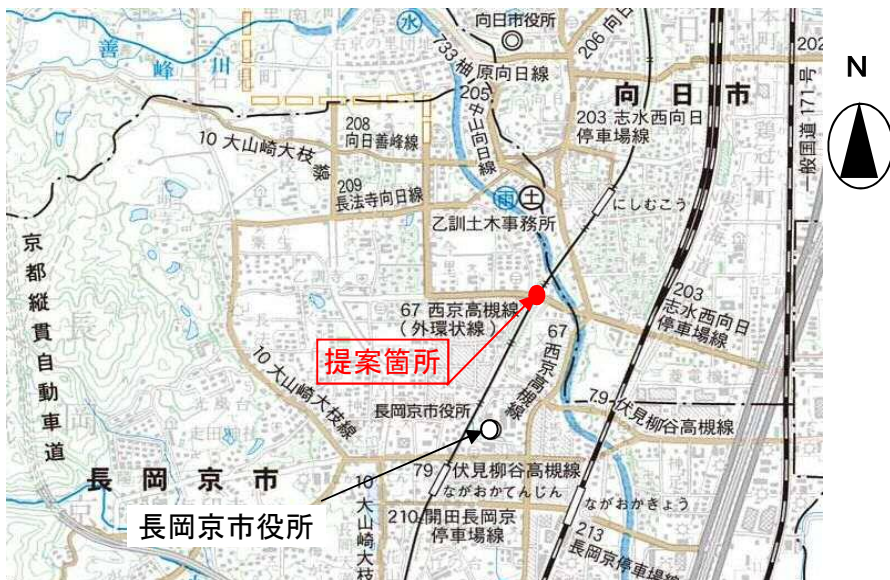 向日市役所
水
善峰川
733 柚原向日線
206
202
N
205
中山向日線
向日市
203 志水西向日
停車場線
一般国道171号
208
向日善峰線
10 大山崎大枝線
209
長法寺向日線
雨
土
にしむこう
乙訓土木事務所
京都縦貫自動車道
67 西京高槻線
(外環状線)
67
西京高槻線
203
志水西向日
停車場線
提案箇所
10 大山崎大枝線
長岡京市役所
79 伏見柳谷高槻線
長岡京市
79 伏見柳谷高槻線
ながおかてんじん
ながおかきょう
長岡京市役所
10
大山崎大枝
210 開田長岡京
停車場線
213
長岡京停車場線